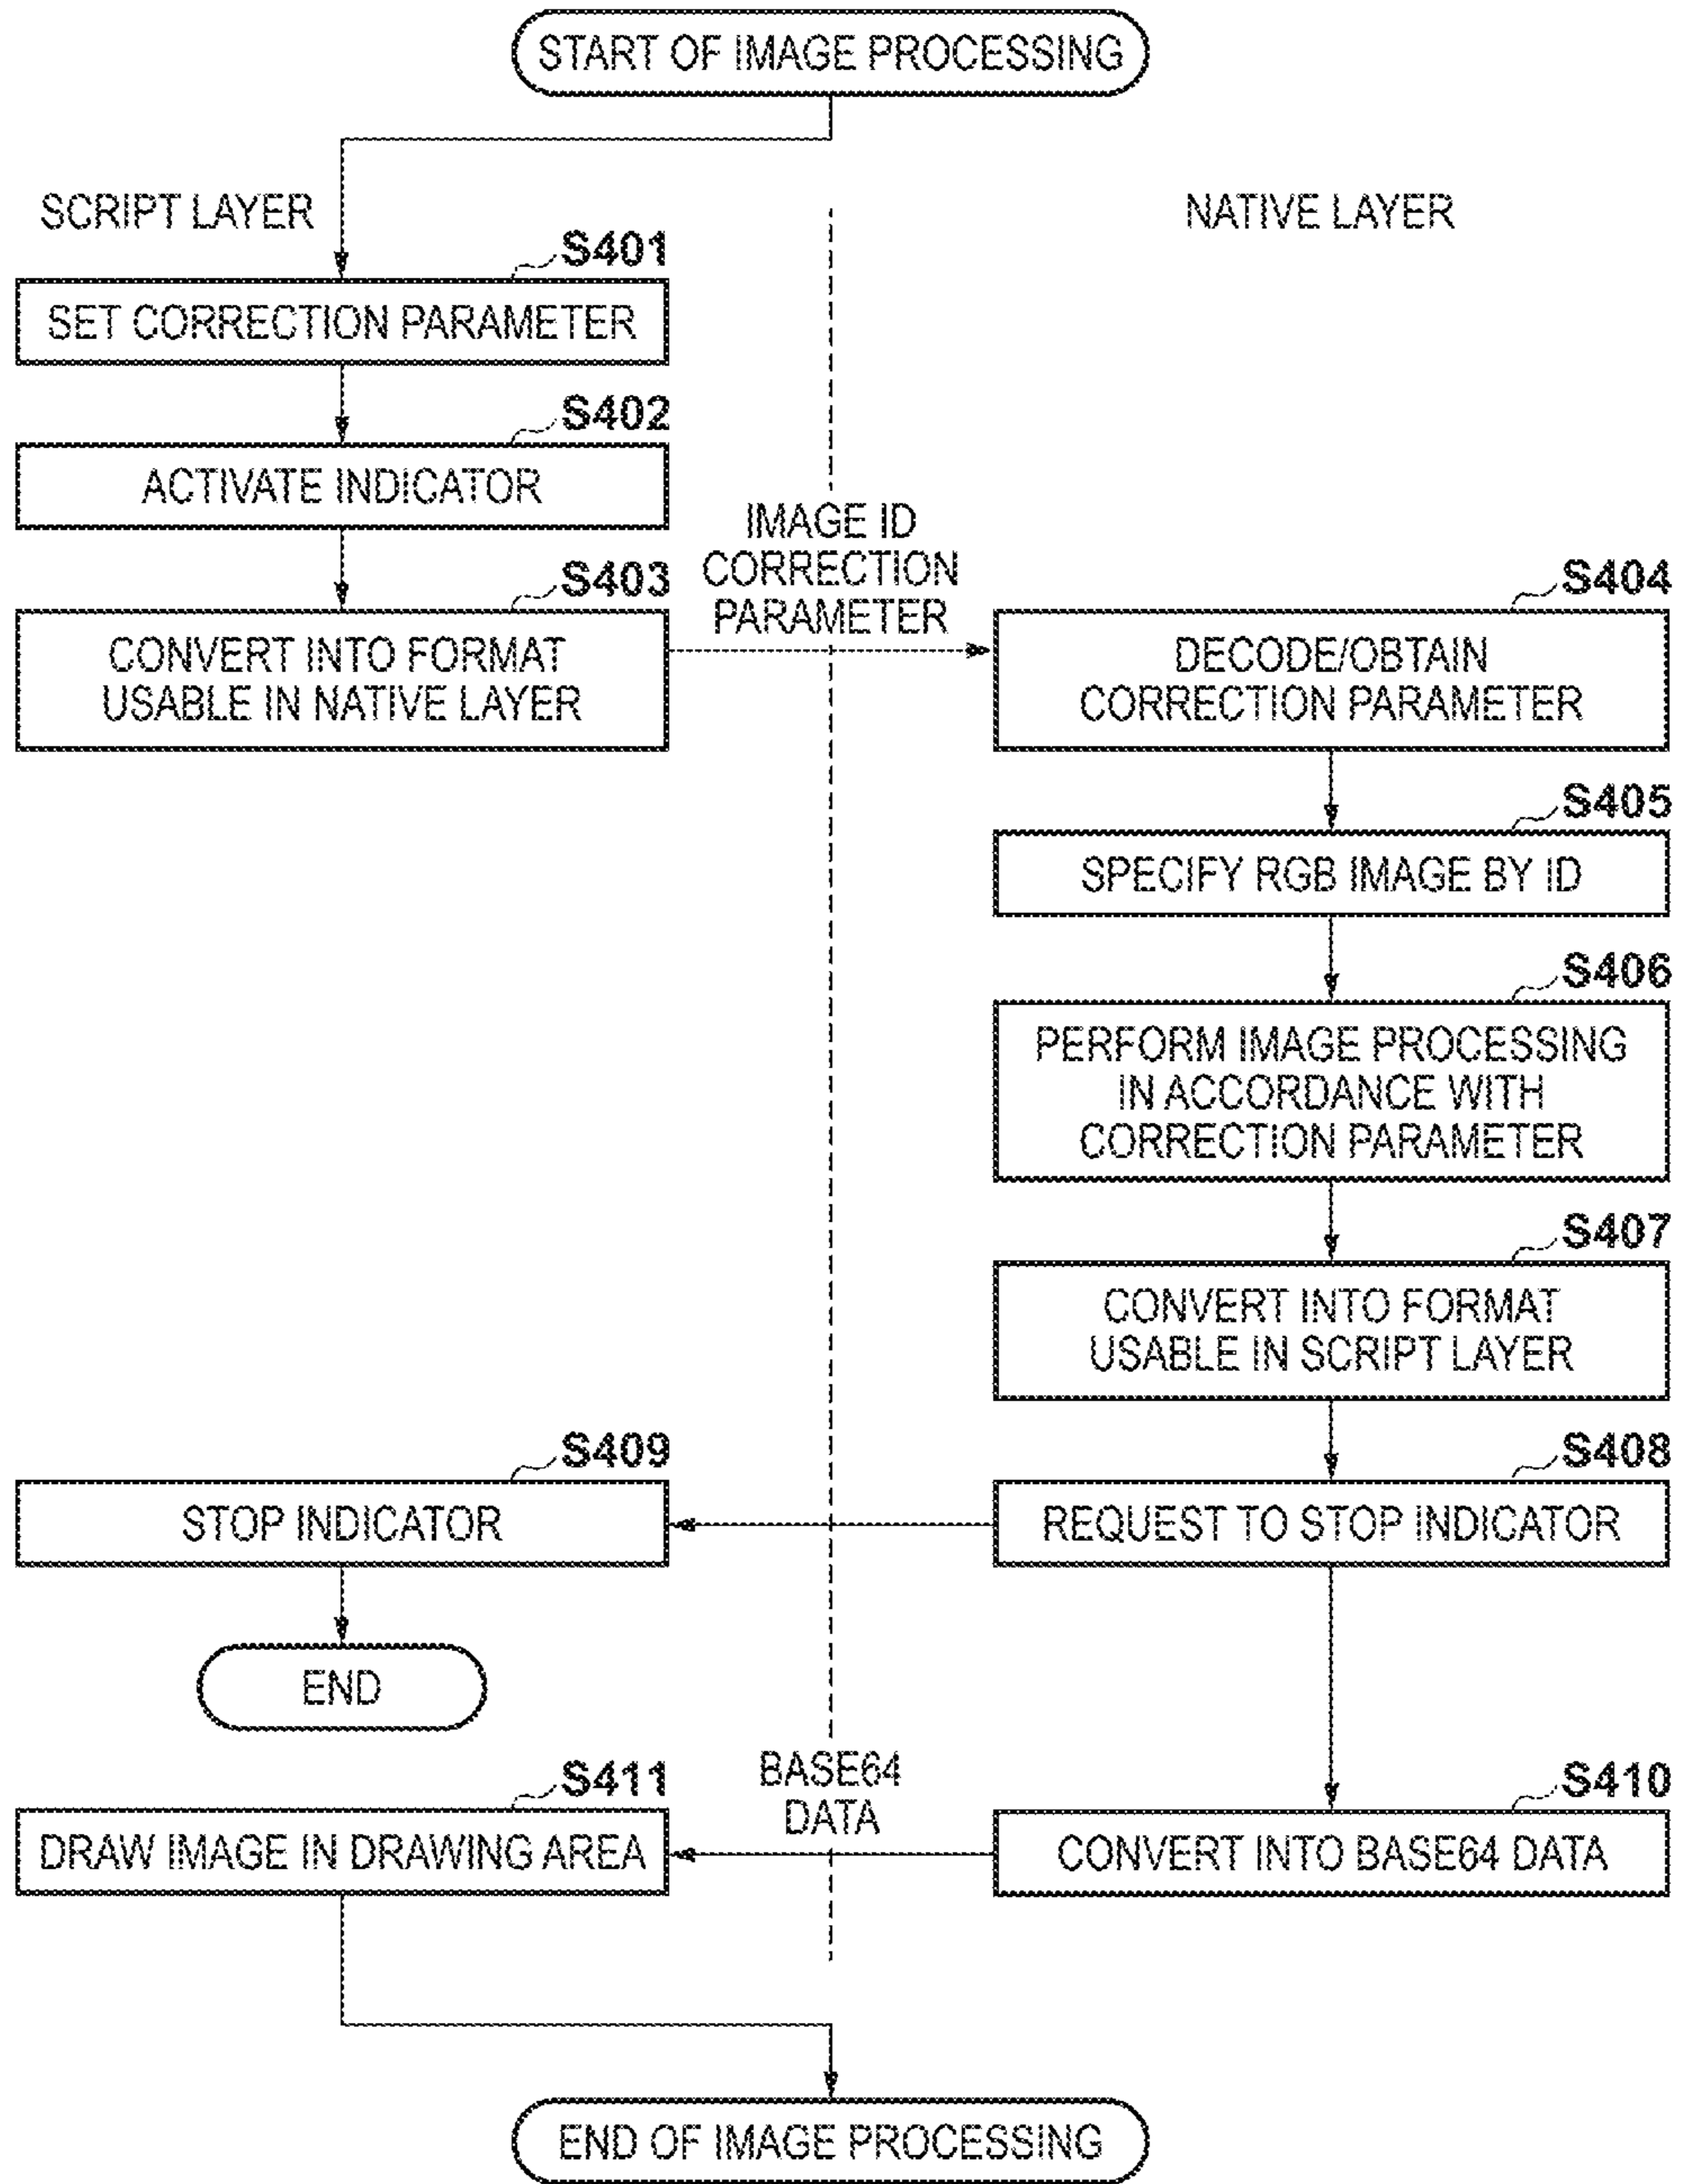 START OF IMAGE PROCESSING
SCRIPT LAYER
NATIVE LAYER
S401
SET CORRECTION PARAMETER
S402
ACTIVATE INDICATOR
IMAGE ID
CORRECTION
PARAMETER
S403
CONVERT INTO FORMAT
USABLE IN NATIVE LAYER
S404
DECODE/OBTAIN
CORRECTION PARAMETER
S405
SPECIFY RGB IMAGE BY ID
S406
PERFORM IMAGE PROCESSING
IN ACCORDANCE WITH
CORRECTION PARAMETER
S407
CONVERT INTO FORMAT
USABLE IN SCRIPT LAYER
S409
STOP INDICATOR
S408
REQUEST TO STOP INDICATOR
END
S411
DRAW IMAGE IN DRAWING AREA
BASE64
DATA
S410
CONVERT INTO BASE64 DATA
END OF IMAGE PROCESSING